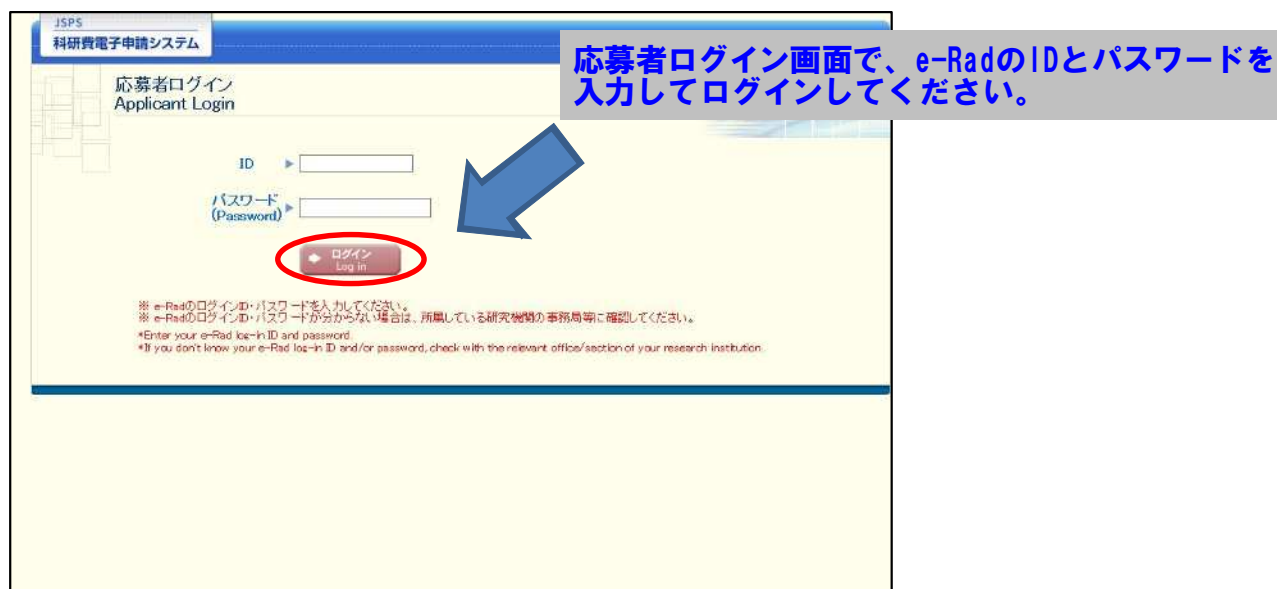 JSPS
科研費電子申請システム
応募者ログイン画面で、e-RadのIDとパスワードを
入力してログインしてください。
応募者ログイン
Applicant Login
ID
パスワード
(Password)
ログイン
Log in
※ e-RadのログインID・パスワードを入力してください。
※ e-RadのログインID・パスワードが分からない場合は、所属している研究機関の事務局等に確認してください。
*Enter your e-Rad log-in ID and password.
*If you don't know your e-Rad log-in ID and/or password, check with the relevant office/section of your research institution.